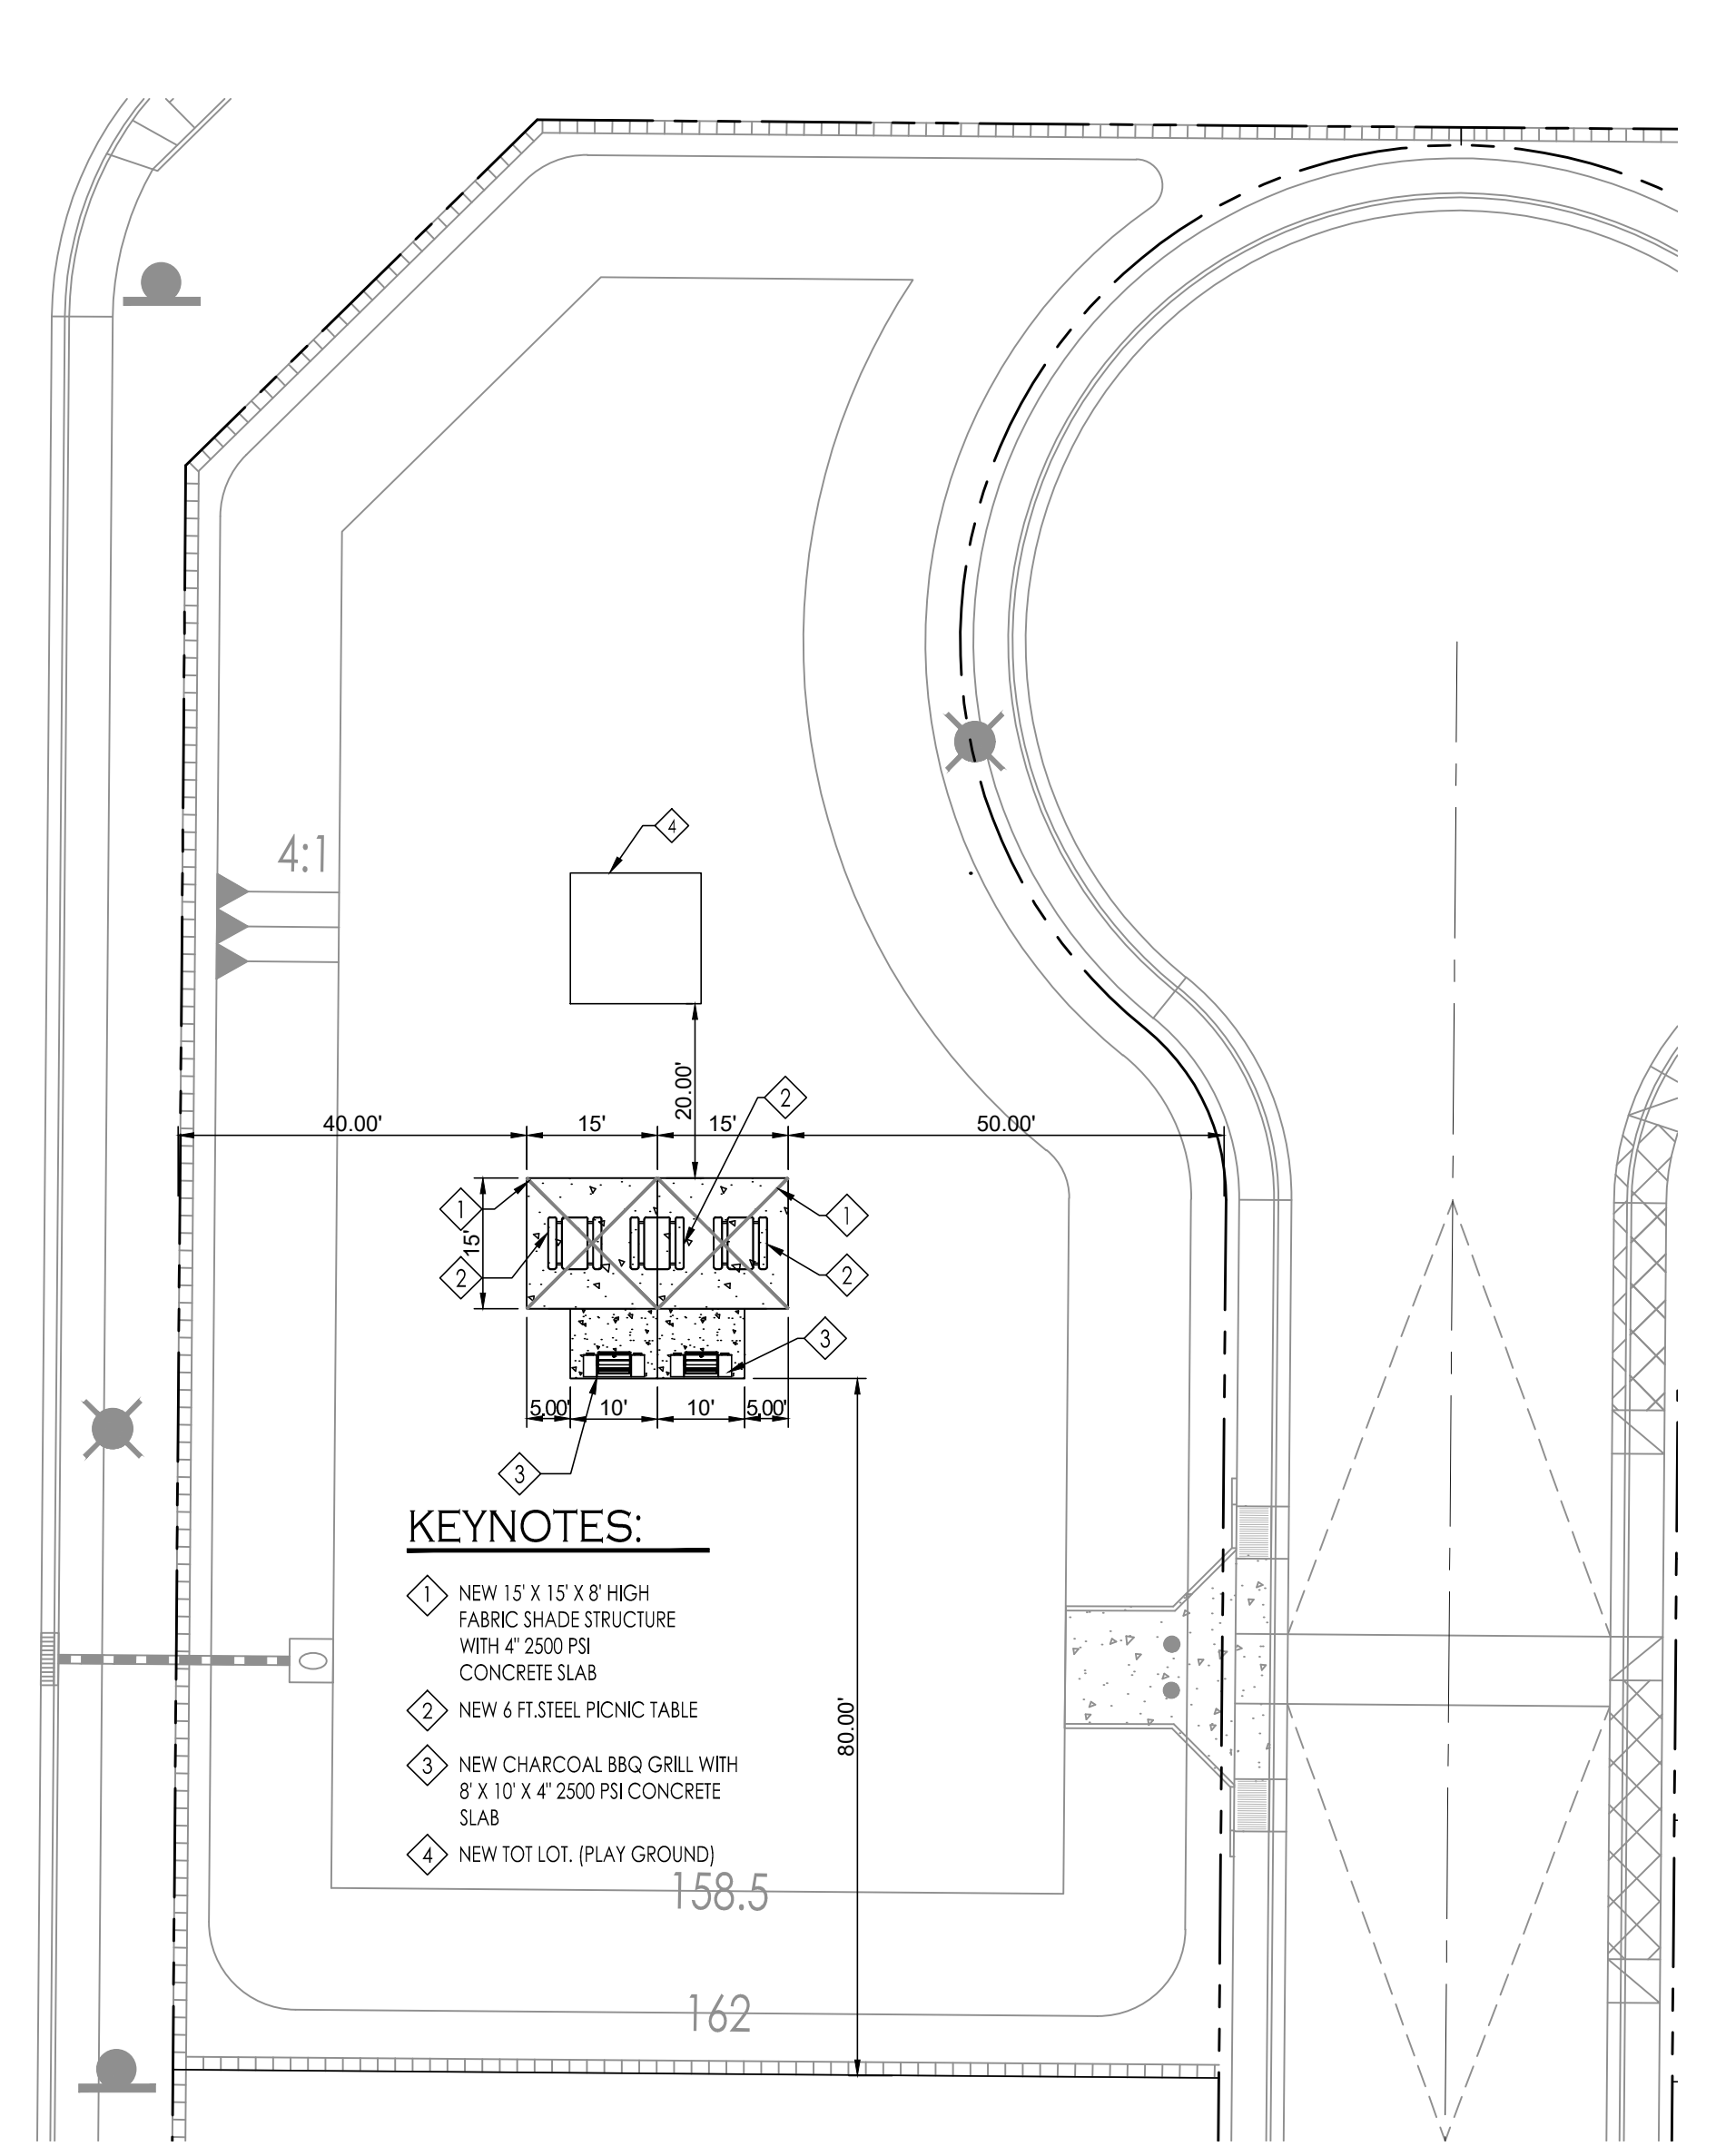 4:1
4
20.00'
2
40.00'
15'
15'
50.00'
1
1
15'
2
2
3
5.00'
10'
10'
5.00'
3
KEYNOTES:
1 NEW 15' X 15' X 8' HIGH
FABRIC SHADE STRUCTURE
WITH 4" 2500 PSI
CONCRETE SLAB
2 NEW 6 FT.STEEL PICNIC TABLE
3 NEW CHARCOAL BBQ GRILL WITH
8' X 10' X 4" 2500 PSI CONCRETE
SLAB
4 NEW TOT LOT. (PLAY GROUND)
80.00'
158.5
162